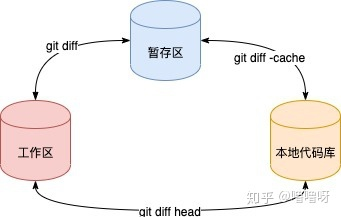 暂存区
git diff
git diff -cache
工作区
本地代码库
git diff head
知乎 @嘻嘻呀